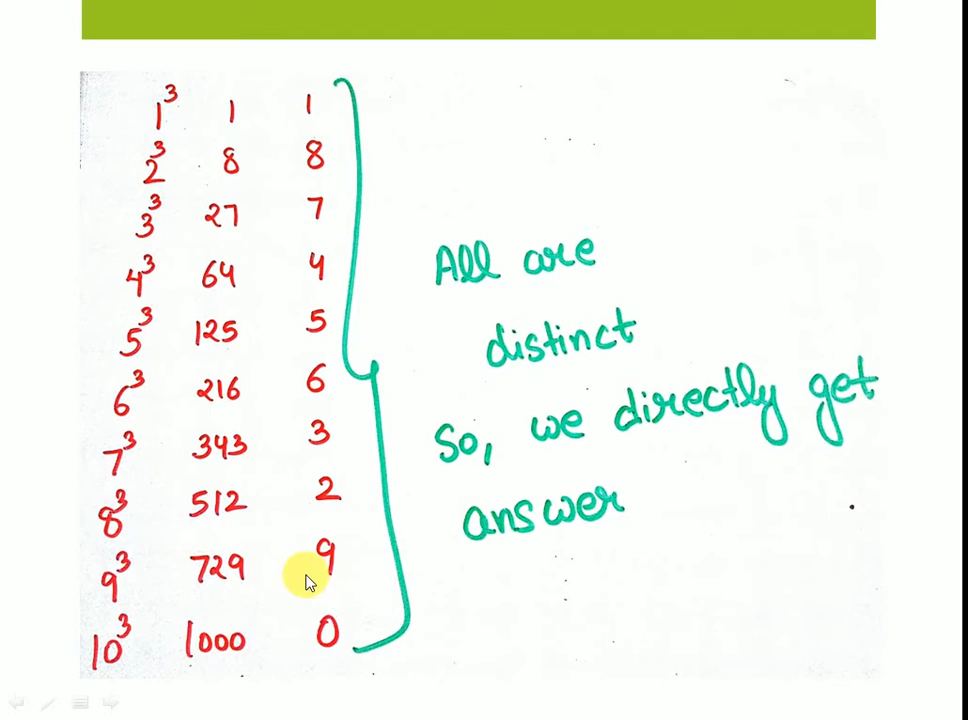 1³ 1 1
2³ 8 8
3³ 27 7
4³ 64 4
5³ 125 5
6³ 216 6
7³ 343 3
8³ 512 2
9³ 729 9
10³ 1000 0
All are
distinct
So, we directly get
answer